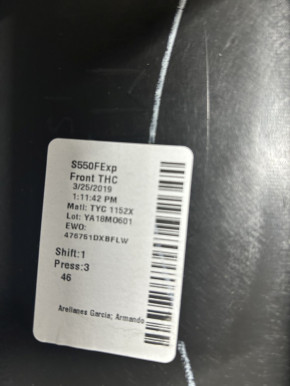 S550FExp
Front THC
3/25/2019
1:11:42 PM
Matl: TYC 1152X
Lot: YA18MO601
EWO:
476761DXBFLW
Shift:1
Press:3
46
Arellanes Garcia; Armando